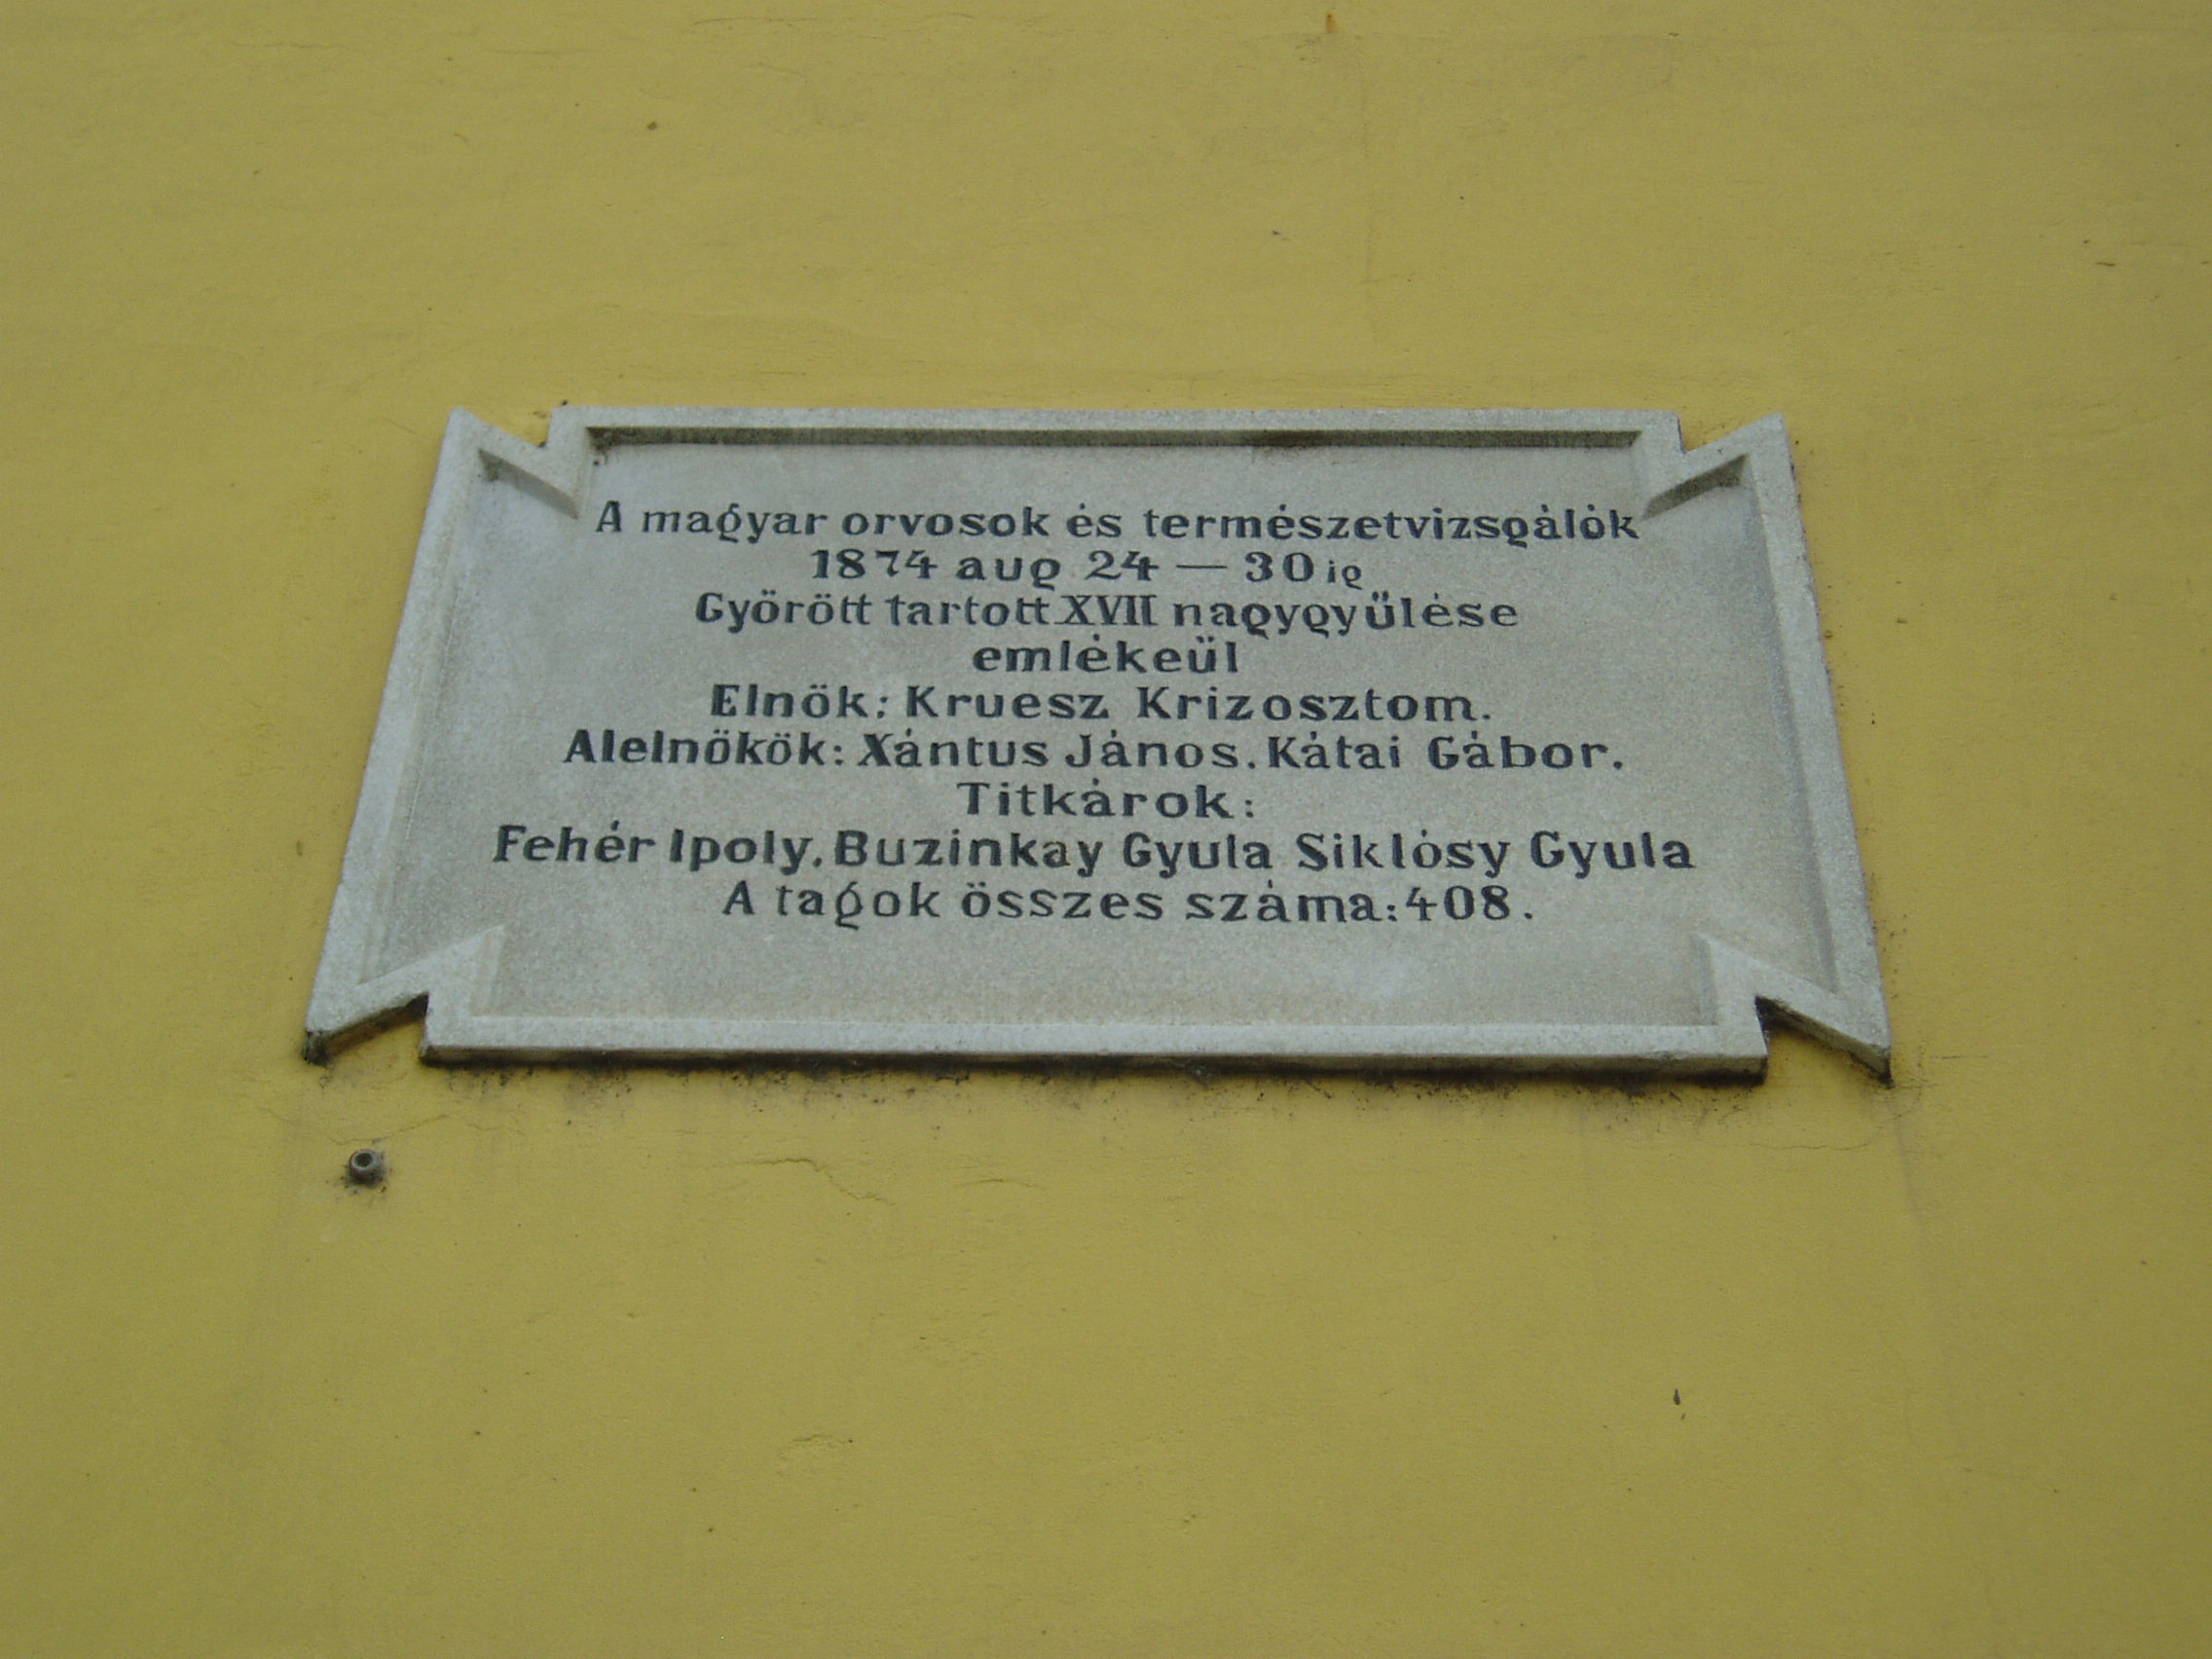 A magyar orvosok és természetvizsgálók
1874 aug 24 — 30 ig
Győrött tartott XVII nagygyűlése
emlékeül
Elnök: Kruesz Krizosztom.
Alelnökök: Xántus János. Kátai Gábor.
Titkárok:
Fehér Ipoly. Buzinkay Gyula Siklósy Gyula
A tagok összes száma: 408.